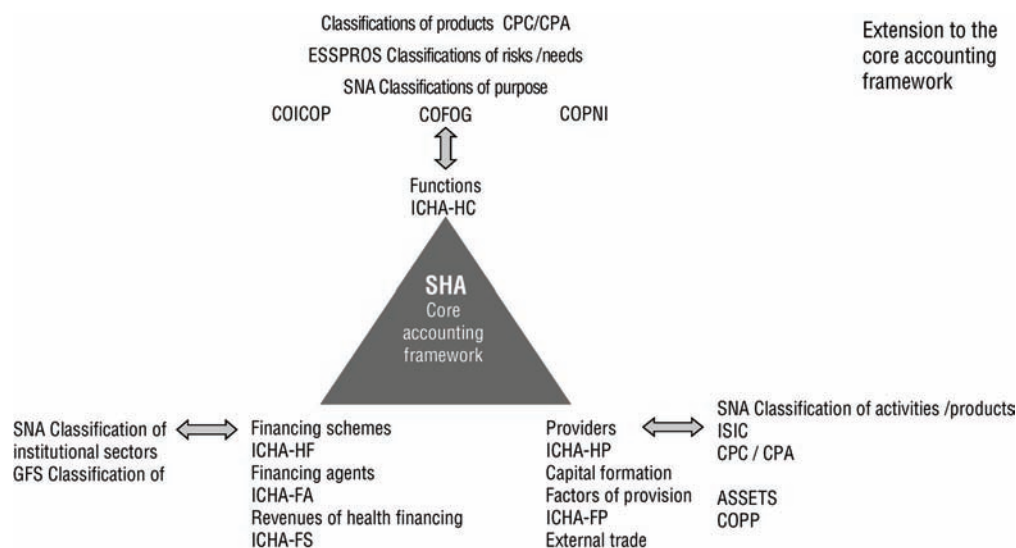 Classifications of products CPC/CPA
Extension to the
core accounting
framework
ESSPROS Classifications of risks /needs
SNA Classifications of purpose
COICOP COFOG COPNI
Functions
ICHA-HC
SHA
Core
accounting
framework
SNA Classification of
institutional sectors
GFS Classification of
Financing schemes
ICHA-HF
Financing agents
ICHA-FA
Revenues of health financing
ICHA-FS
Providers
ICHA-HP
Capital formation
Factors of provision
ICHA-FP
External trade
SNA Classification of activities /products
ISIC
CPC / CPA
ASSETS
COPP